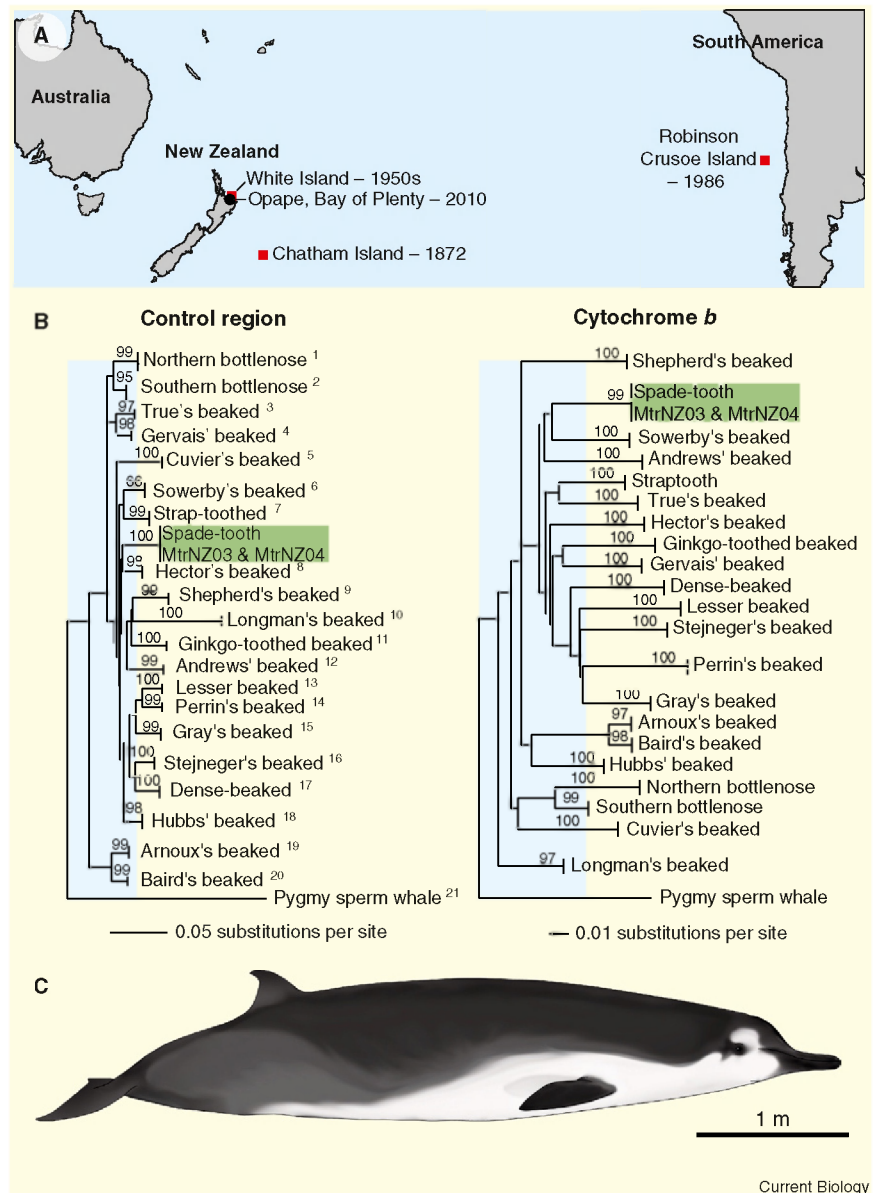 A
Australia
New Zealand
White Island – 1950s
Opape, Bay of Plenty – 2010
Chatham Island – 1872
South America
Robinson
Crusoe Island
– 1986
B
Control region
99 Northern bottlenose 1
95 Southern bottlenose 2
97 True's beaked 3
98 Gervais' beaked 4
100 Cuvier's beaked 5
Sowerby's beaked 6
99 Strap-toothed 7
100 Spade-tooth
MtrNZ03 & MtrNZ04
99 Hector's beaked 8
99 Shepherd's beaked 9
100 Longman's beaked 10
100 Ginkgo-toothed beaked 11
99 Andrews' beaked 12
100 Lesser beaked 13
99 Perrin's beaked 14
99 Gray's beaked 15
100 Stejneger's beaked 16
100 Dense-beaked 17
98 Hubbs' beaked 18
99 Arnoux's beaked 19
99 Baird's beaked 20
Pygmy sperm whale 21
0.05 substitutions per site
Cytochrome b
100 Shepherd's beaked
99 Spade-tooth
MtrNZ03 & MtrNZ04
100 Sowerby's beaked
100 Andrews' beaked
100 Straptooth
100 True's beaked
100 Hector's beaked
100 Ginkgo-toothed beaked
100 Gervais' beaked
100 Dense-beaked
100 Lesser beaked
100 Stejneger's beaked
100 Perrin's beaked
100 Gray's beaked
97 Arnoux's beaked
98 Baird's beaked
100 Hubbs' beaked
100 Northern bottlenose
99 Southern bottlenose
100 Cuvier's beaked
97 Longman's beaked
Pygmy sperm whale
0.01 substitutions per site
C
1 m
Current Biology